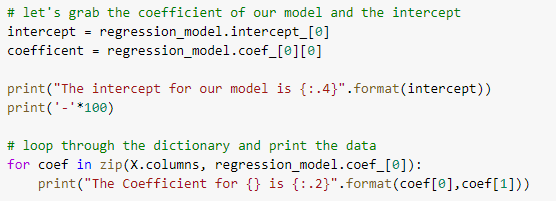 # let's grab the coefficient of our model and the intercept
intercept = regression_model.intercept_[0]
coefficent = regression_model.coef_[0][0]
print("The intercept for our model is {:.4}".format(intercept))
print('-'*100)
# loop through the dictionary and print the data
for coef in zip(X.columns, regression_model.coef_[0]):
    print("The Coefficient for {} is {:.2}".format(coef[0],coef[1]))